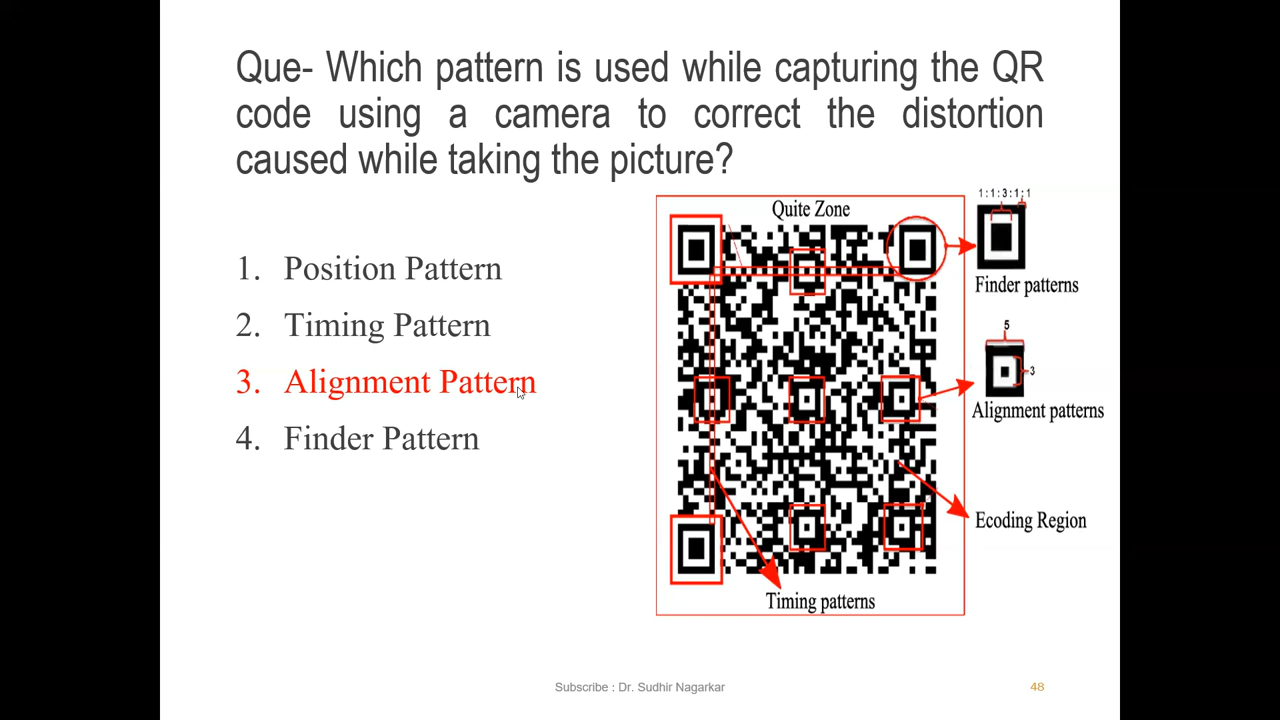 Que- Which pattern is used while capturing the QR
code using a camera to correct the distortion
caused while taking the picture?
1. Position Pattern
2. Timing Pattern
3. Alignment Pattern
4. Finder Pattern
Quite Zone
1:1:3:1:1
Finder patterns
5
3
Alignment patterns
Ecoding Region
Timing patterns
Subscribe : Dr. Sudhir Nagarkar
48